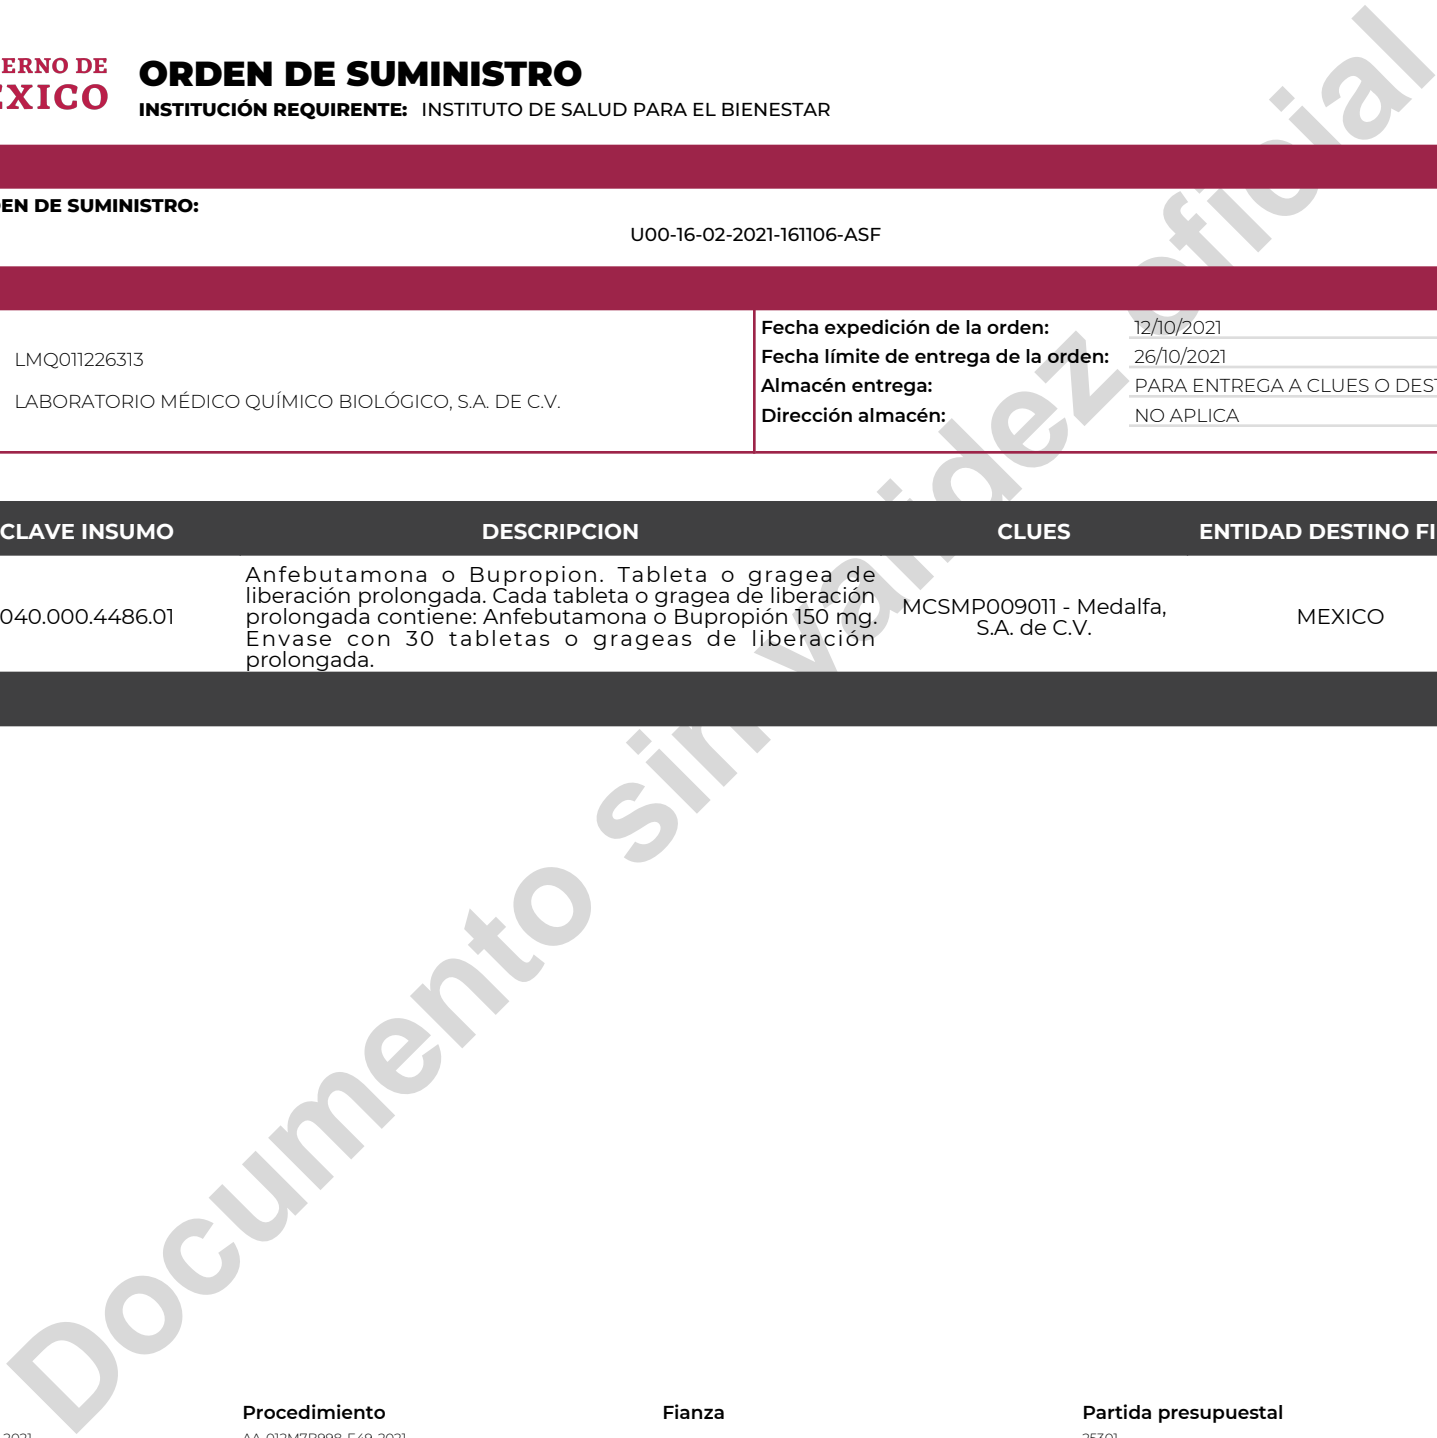 ERNO DE
EXICO
ORDEN DE SUMINISTRO
INSTITUCIÓN REQUIRENTE: INSTITUTO DE SALUD PARA EL BIENESTAR
EN DE SUMINISTRO:
U00-16-02-2021-161106-ASF
LMQ011226313
LABORATORIO MÉDICO QUÍMICO BIOLÓGICO, S.A. DE C.V.
Fecha expedición de la orden: 12/10/2021
Fecha límite de entrega de la orden: 26/10/2021
Almacén entrega: PARA ENTREGA A CLUES O DEST
Dirección almacén: NO APLICA
CLAVE INSUMO DESCRIPCION CLUES ENTIDAD DESTINO FI
040.000.4486.01
Anfebutamona o Bupropion. Tableta o gragea de
liberación prolongada. Cada tableta o gragea de liberación
prolongada contiene: Anfebutamona o Bupropión 150 mg.
Envase con 30 tabletas o grageas de liberación
prolongada.
MCSMP009011 - Medalfa,
S.A. de C.V.
MEXICO
Documento sin validez oficial
Procedimiento Fianza Partida presupuestal